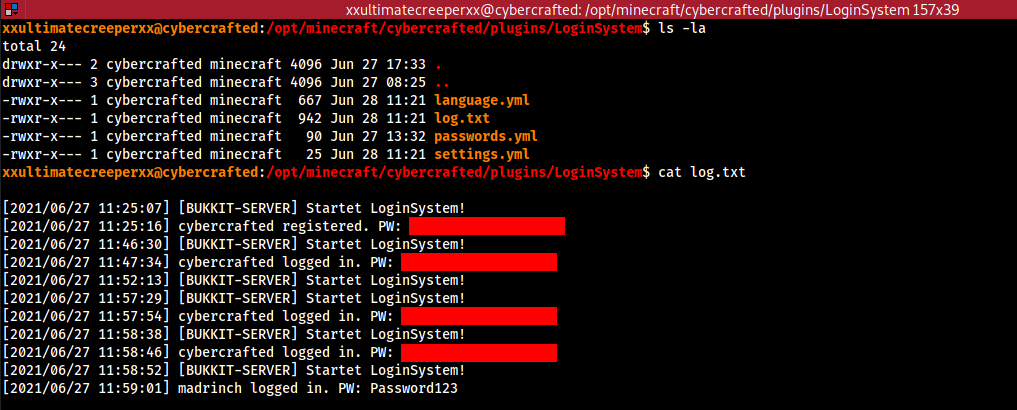 xxultimatecreeperxx@cybercrafted: /opt/minecraft/cybercrafted/plugins/LoginSystem 157x39
xxultimatecreeperxx@cybercrafted:/opt/minecraft/cybercrafted/plugins/LoginSystem$ ls -la
total 24
drwxr-x--- 2 cybercrafted minecraft 4096 Jun 27 17:33 .
drwxr-x--- 3 cybercrafted minecraft 4096 Jun 27 08:25 ..
-rwxr-x--- 1 cybercrafted minecraft  667 Jun 28 11:21 language.yml
-rwxr-x--- 1 cybercrafted minecraft  942 Jun 28 11:21 log.txt
-rwxr-x--- 1 cybercrafted minecraft   90 Jun 27 13:32 passwords.yml
-rwxr-x--- 1 cybercrafted minecraft   25 Jun 28 11:21 settings.yml
xxultimatecreeperxx@cybercrafted:/opt/minecraft/cybercrafted/plugins/LoginSystem$ cat log.txt
[2021/06/27 11:25:07] [BUKKIT-SERVER] Startet LoginSystem!
[2021/06/27 11:25:16] cybercrafted registered. PW:
[2021/06/27 11:46:30] [BUKKIT-SERVER] Startet LoginSystem!
[2021/06/27 11:47:34] cybercrafted logged in. PW:
[2021/06/27 11:52:13] [BUKKIT-SERVER] Startet LoginSystem!
[2021/06/27 11:57:29] [BUKKIT-SERVER] Startet LoginSystem!
[2021/06/27 11:57:54] cybercrafted logged in. PW:
[2021/06/27 11:58:38] [BUKKIT-SERVER] Startet LoginSystem!
[2021/06/27 11:58:46] cybercrafted logged in. PW:
[2021/06/27 11:58:52] [BUKKIT-SERVER] Startet LoginSystem!
[2021/06/27 11:59:01] madrinch logged in. PW: Password123